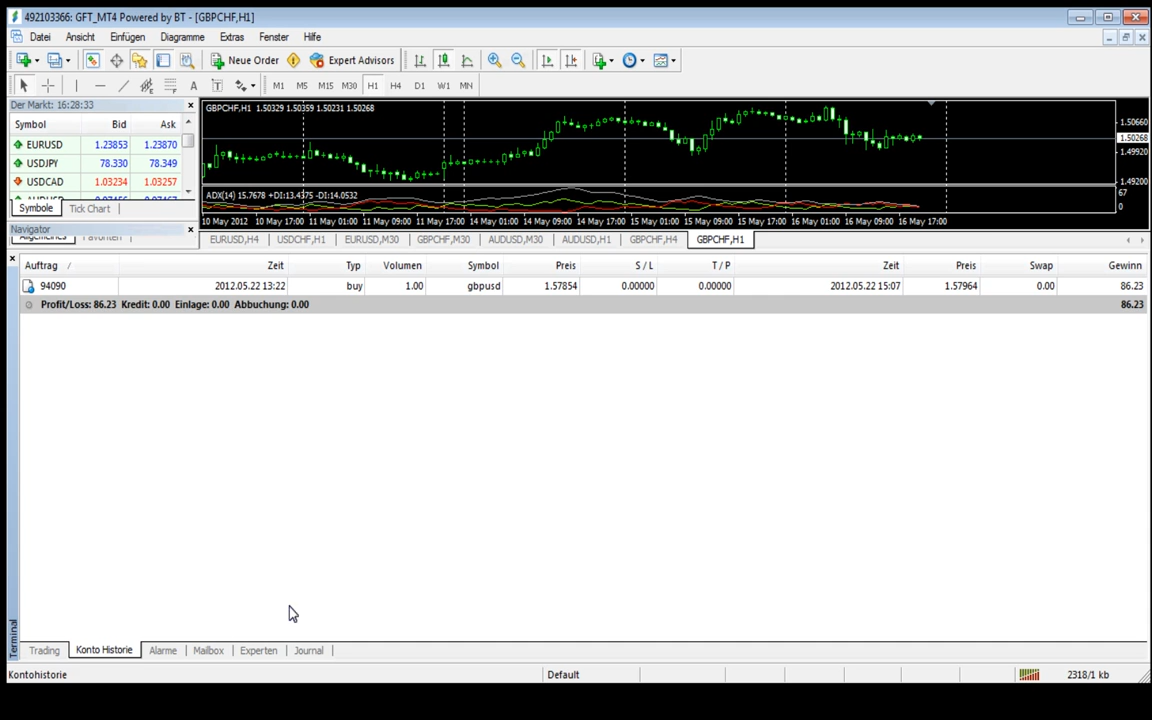 492103366: GFT_MT4 Powered by BT - [GBPCHF,H1]
Datei Ansicht Einfügen Diagramme Extras Fenster Hilfe
New Order Expert Advisors
A T M1 M5 M15 M30 H1 H4 D1 W1 MN
Der Markt: 16:28:33
Symbol Bid Ask
EURUSD 1.23853 1.23870
USDJPY 78.330 78.349
USDCAD 1.03234 1.03257
Symbole Tick Chart
Navigator
GBPCHF,H1 1.50329 1.50359 1.50231 1.50268
1.50660
1.50268
1.49920
1.49200
ADX(14) 15.7678 +DI:13.4375 -DI:14.0532
67
0
10 May 2012 10 May 17:00 11 May 01:00 11 May 09:00 11 May 17:00 14 May 01:00 14 May 09:00 14 May 17:00 15 May 01:00 15 May 09:00 15 May 17:00 16 May 01:00 16 May 09:00 16 May 17:00
EURUSD,H4 USDCHF,H1 EURUSD,M30 GBPCHF,M30 AUDUSD,M30 AUDUSD,H1 GBPCHF,H4 GBPCHF,H1
Auftrag / Zeit Typ Volumen Symbol Preis S / L T / P Zeit Preis Swap Gewinn
94090 2012.05.22 13:22 buy 1.00 gbpusd 1.57854 0.00000 0.00000 2012.05.22 15:07 1.57964 0.00 86.23
Profit/Loss: 86.23 Kredit: 0.00 Einlage: 0.00 Abbuchung: 0.00 86.23
Terminal
Trading Konto Historie Alarme Mailbox Experten Journal
Kontohistorie Default 2318/1 kb